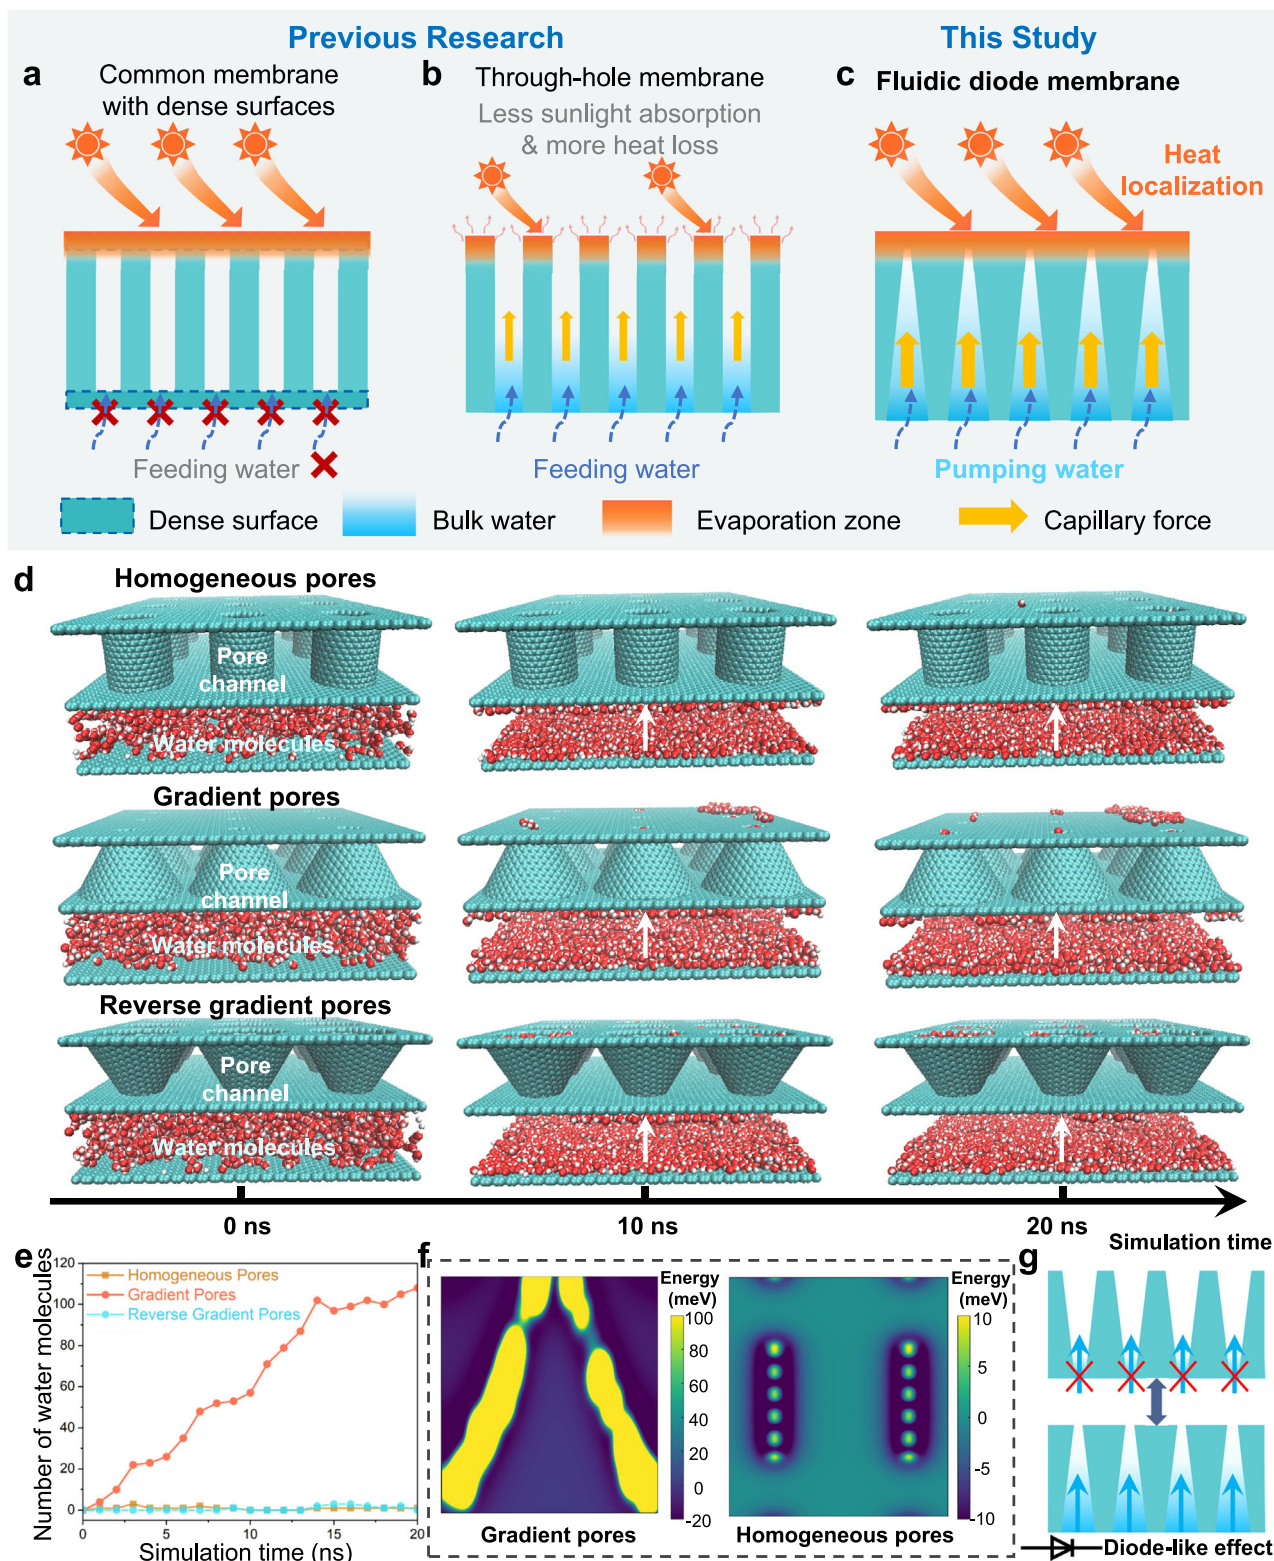 Previous Research
This Study
a
Common membrane
with dense surfaces
b
Through-hole membrane
Less sunlight absorption
& more heat loss
c
Fluidic diode membrane
Heat
localization
Feeding water
Feeding water
Pumping water
Dense surface
Bulk water
Evaporation zone
Capillary force
d
Homogeneous pores
Pore
channel
Water molecules
Gradient pores
Pore
channel
Water molecules
Reverse gradient pores
Pore
channel
Water molecules
0 ns
10 ns
20 ns
Simulation time
e
Number of water molecules
120
100
80
60
40
20
0
Homogeneous Pores
Gradient Pores
Reverse Gradient Pores
0
5
10
15
20
Simulation time (ns)
f
Energy
(meV)
100
80
60
40
20
0
-20
Gradient pores
Energy
(meV)
10
5
0
-5
-10
Homogeneous pores
g
Diode-like effect